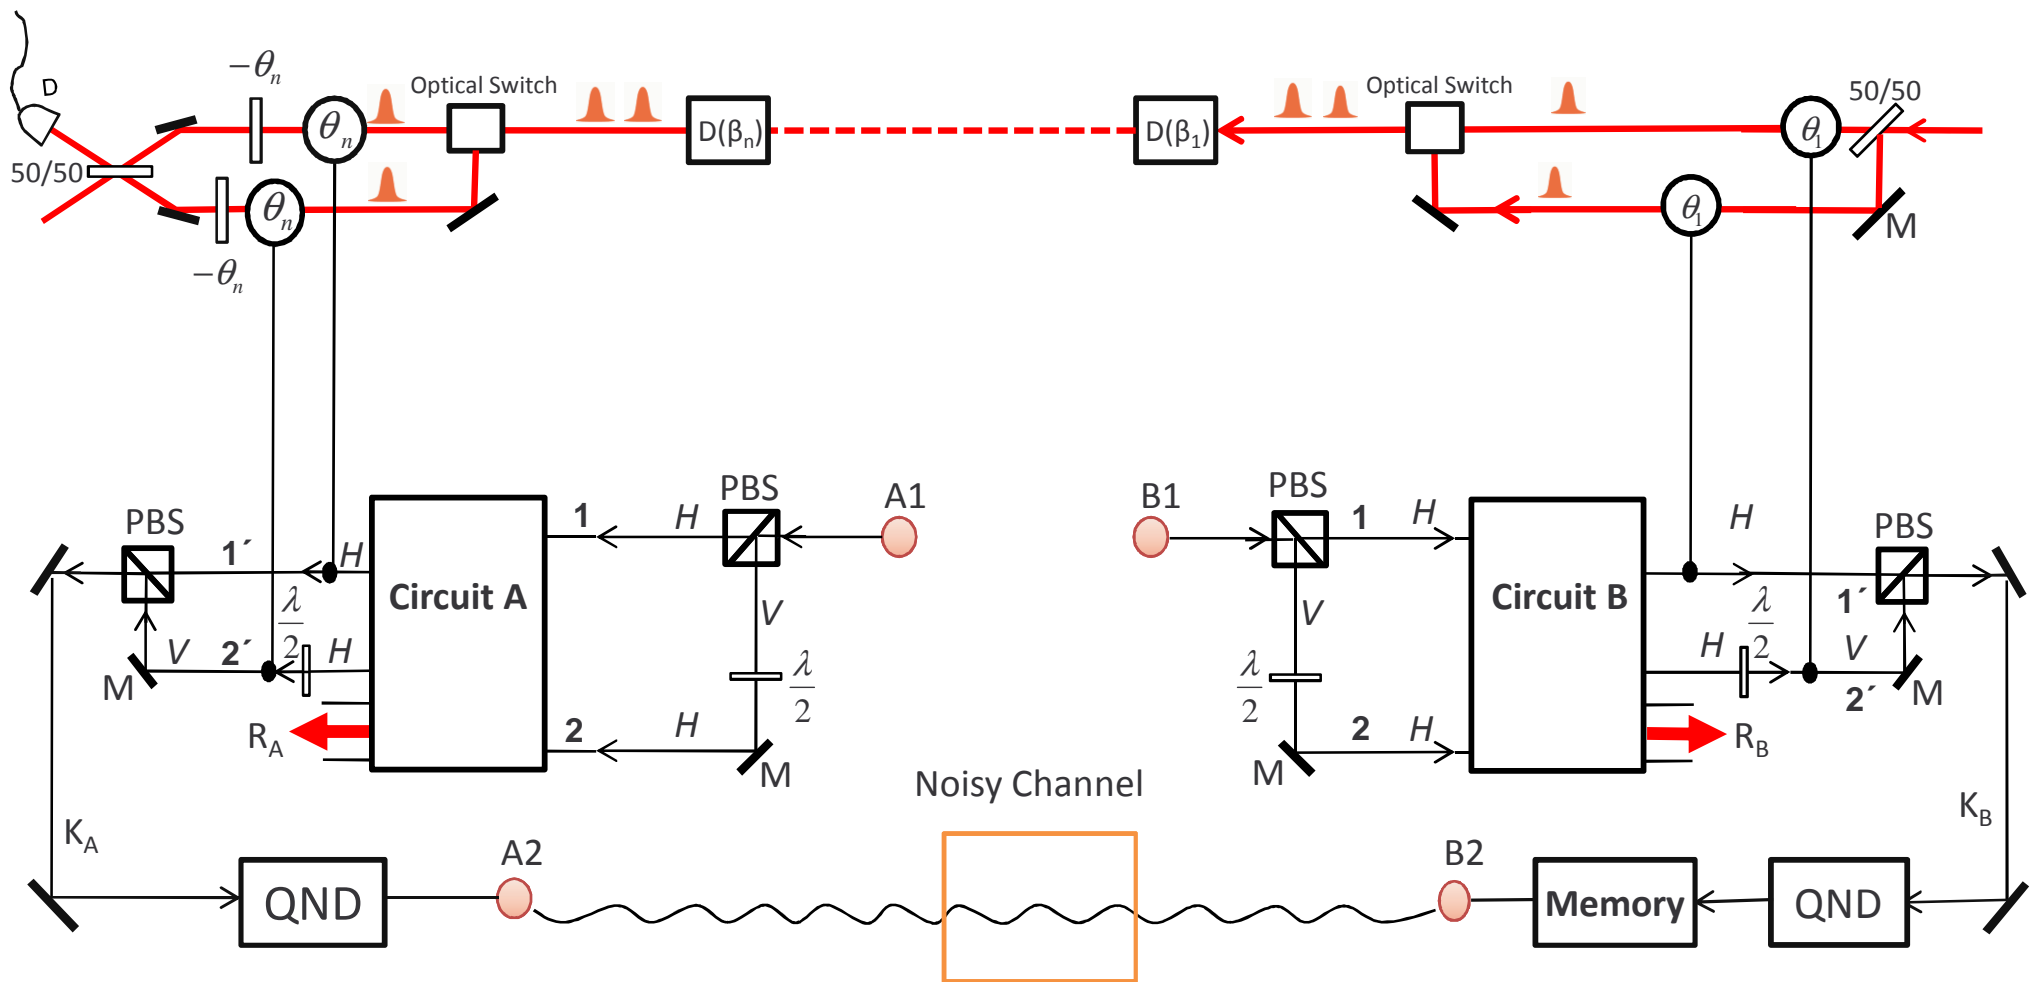 D
−θn
θn
Optical Switch
D(βn)
D(β1)
Optical Switch
θ1
50/50
50/50
θn
−θn
θ1
M
PBS
A1
B1
PBS
1
H
1
H
H
PBS
PBS
1´
H
Circuit A
V
V
Circuit B
1´
λ/2
λ/2
M
V
2´
H
λ/2
λ/2
H
V
2´
M
RA
2
H
M
M
2
H
RB
Noisy Channel
KA
KB
QND
A2
B2
Memory
QND